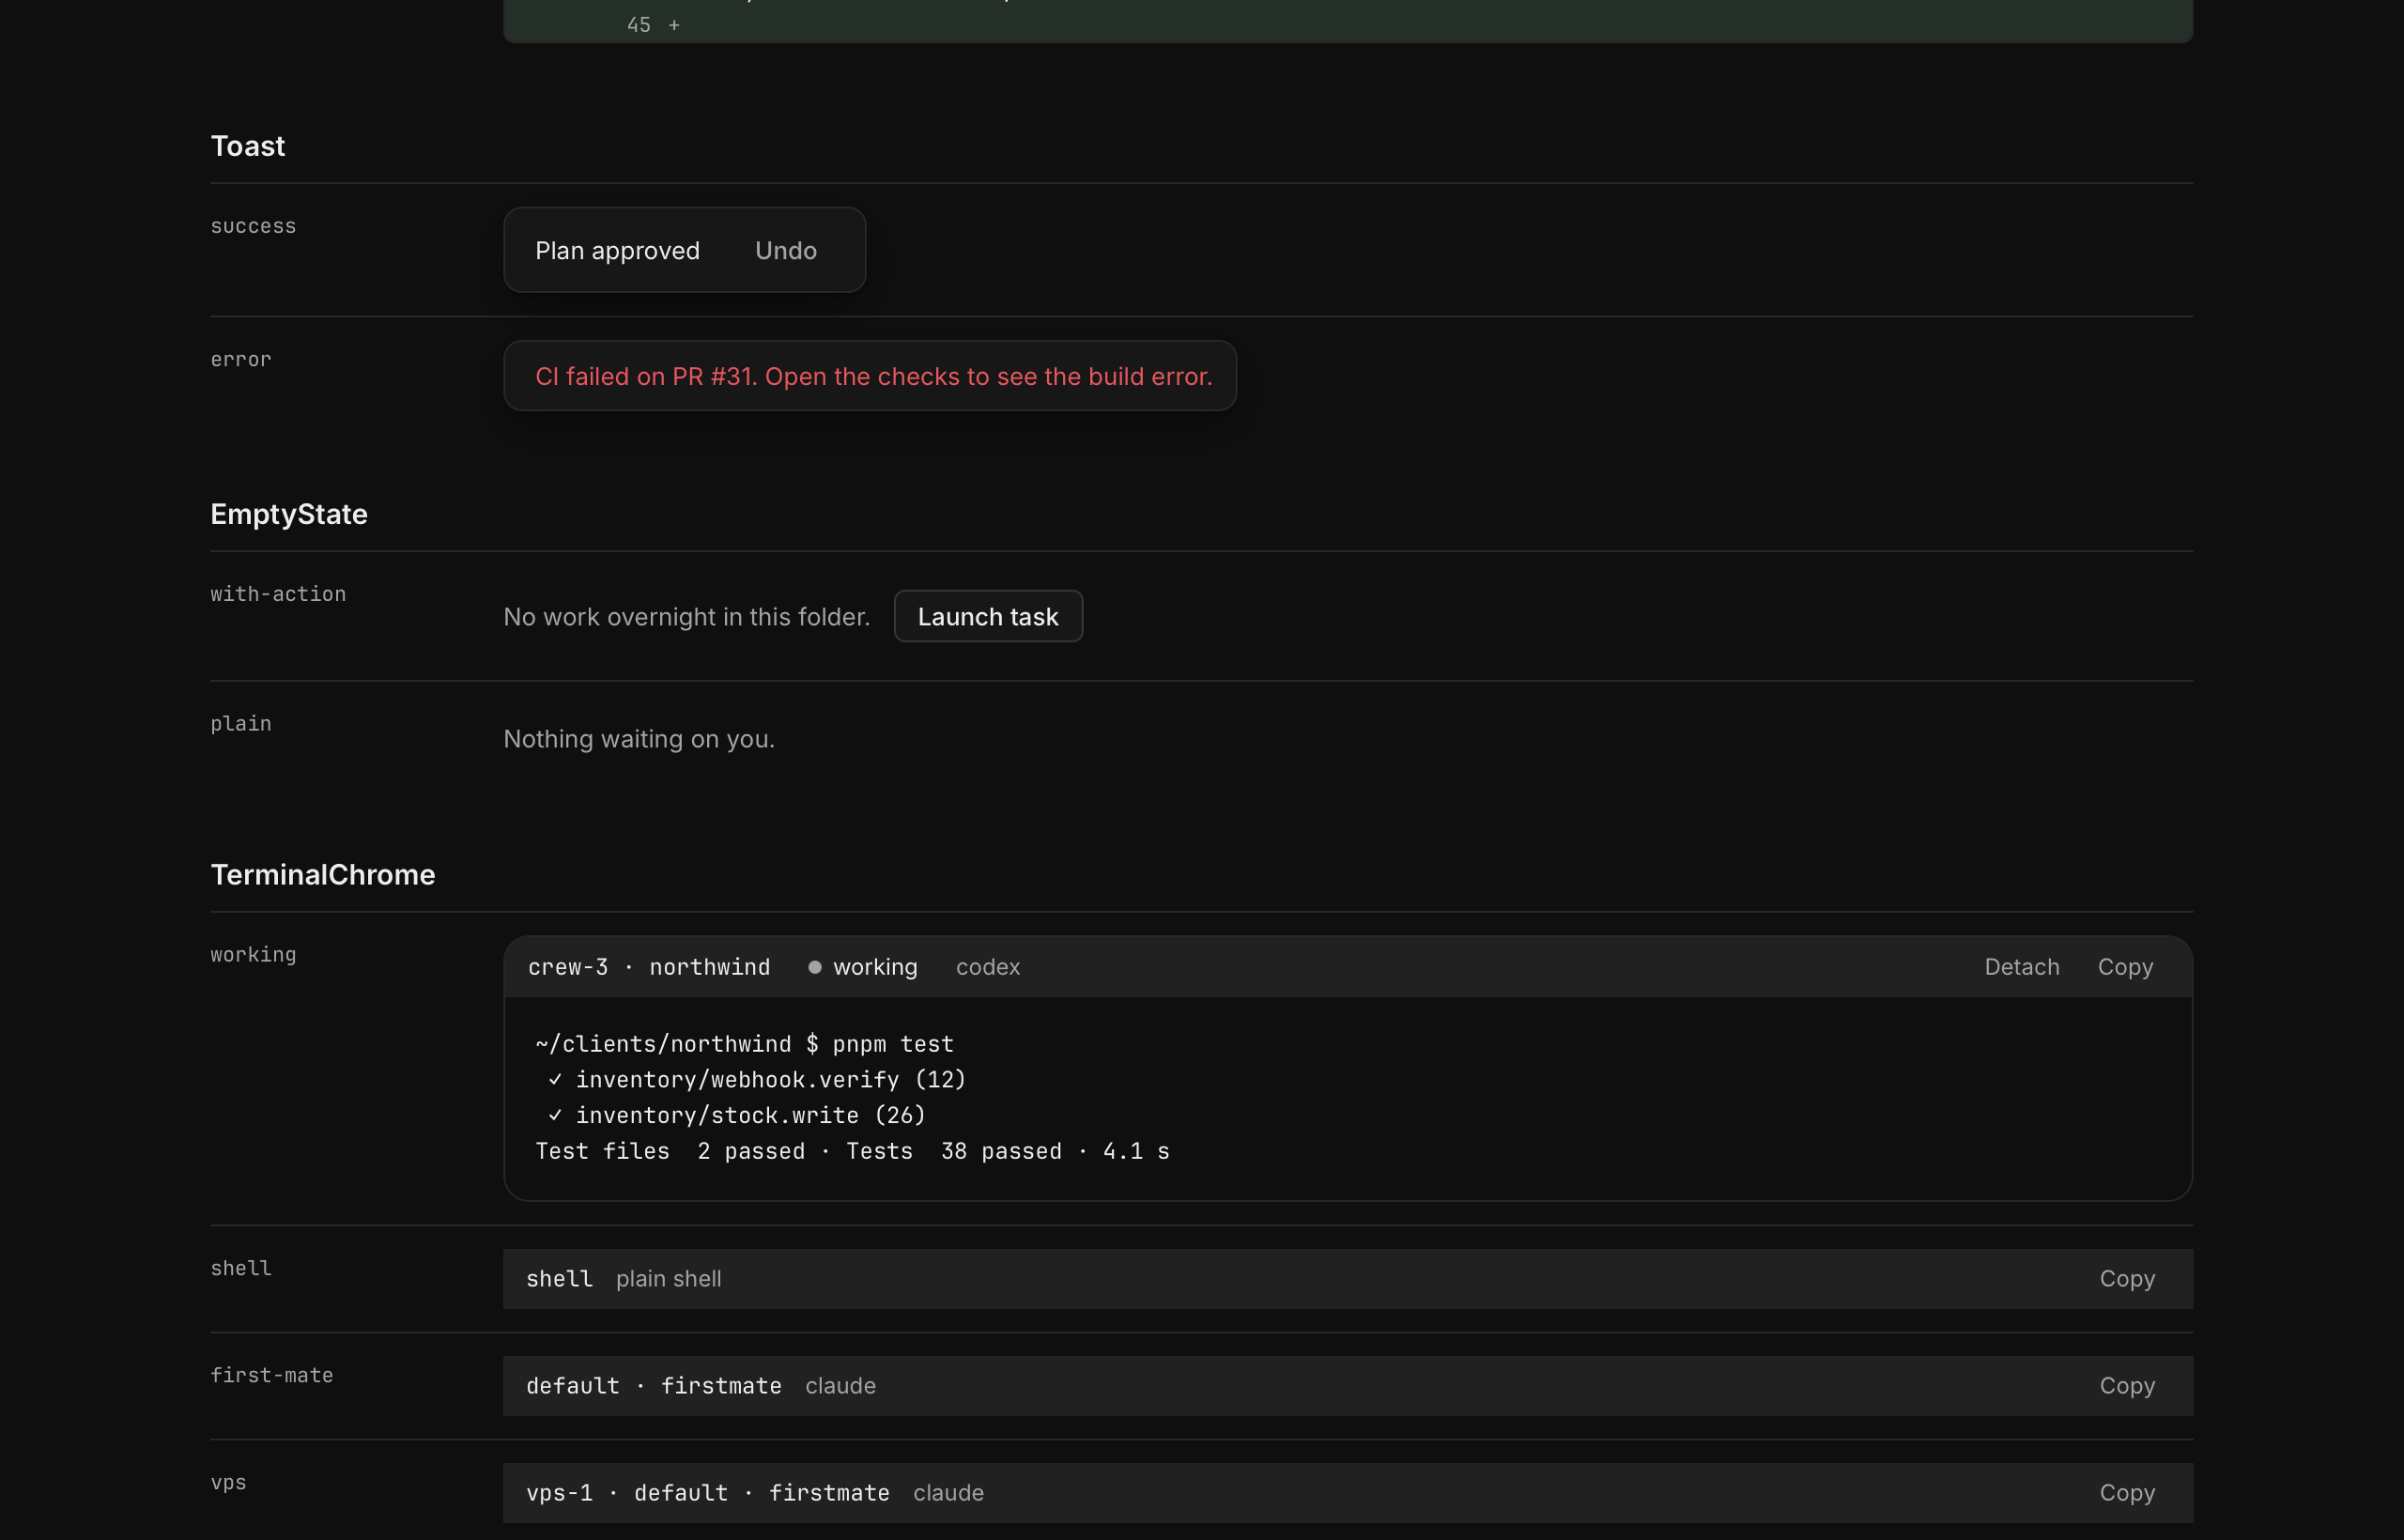 45 +
Toast
success
Plan approved Undo
error
CI failed on PR #31. Open the checks to see the build error.
EmptyState
with-action
No work overnight in this folder. Launch task
plain
Nothing waiting on you.
TerminalChrome
working
crew-3 · northwind working codex Detach Copy
~/clients/northwind $ pnpm test
✓ inventory/webhook.verify (12)
✓ inventory/stock.write (26)
Test files 2 passed · Tests 38 passed · 4.1 s
shell
shell plain shell Copy
first-mate
default · firstmate claude Copy
vps
vps-1 · default · firstmate claude Copy